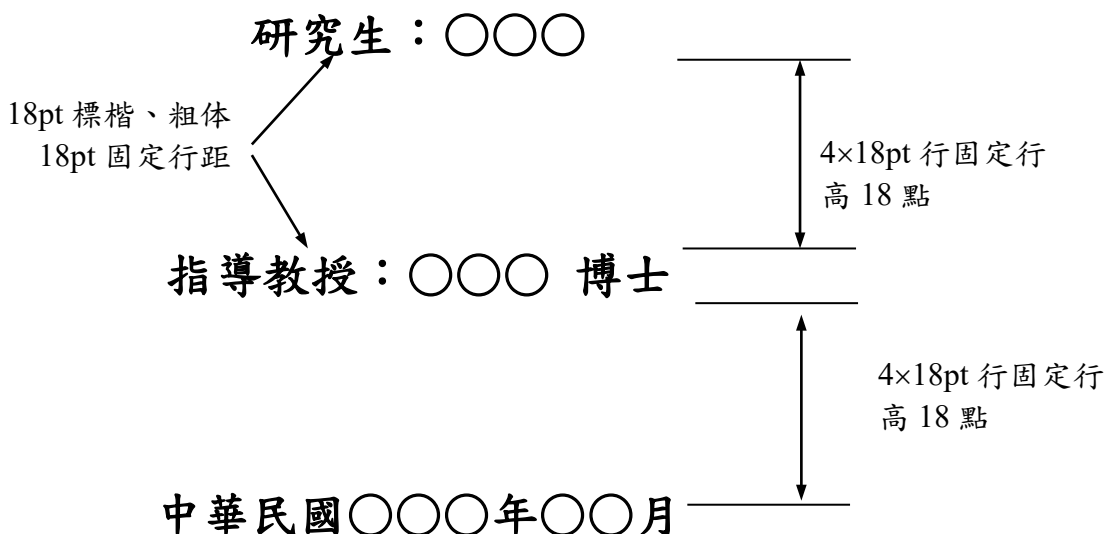 研究生：○○○
18pt 標楷、粗体
18pt 固定行距
4×18pt 行固定行
高 18 點
指導教授：○○○ 博士
4×18pt 行固定行
高 18 點
中華民國○○○年○○月